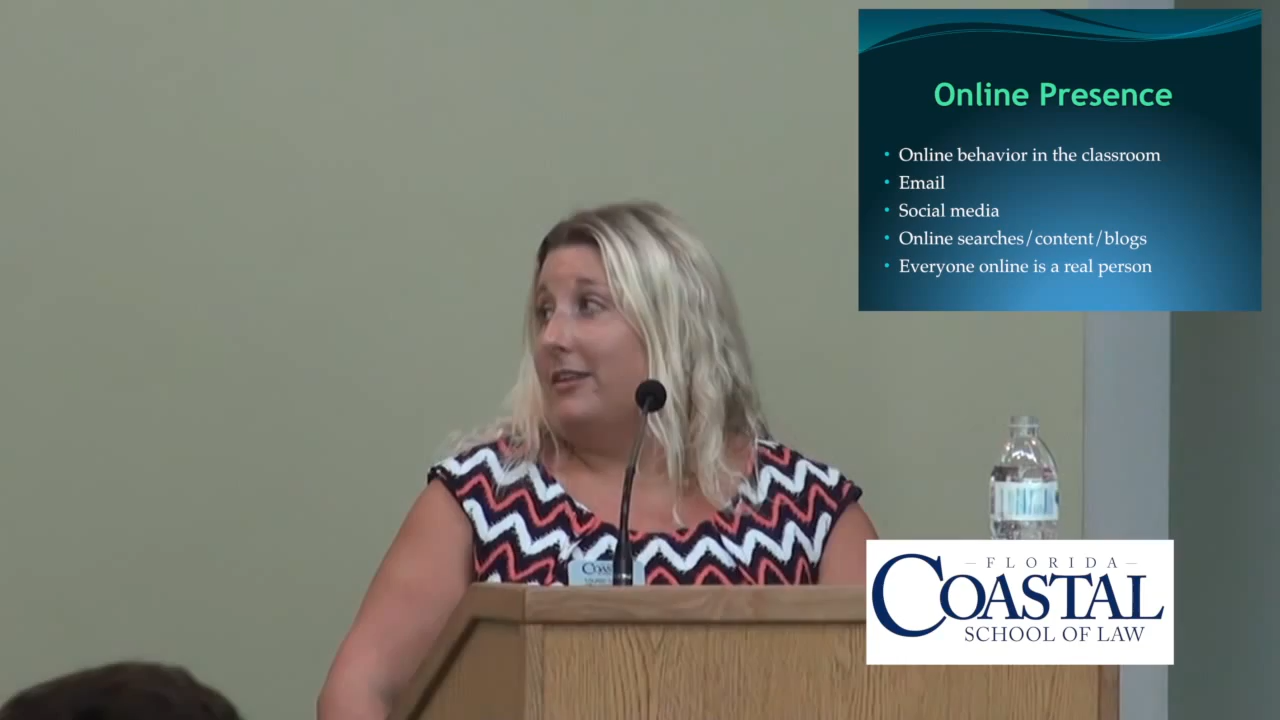 Online Presence
• Online behavior in the classroom
• Email
• Social media
• Online searches/content/blogs
• Everyone online is a real person
FLORIDA
COASTAL
SCHOOL OF LAW